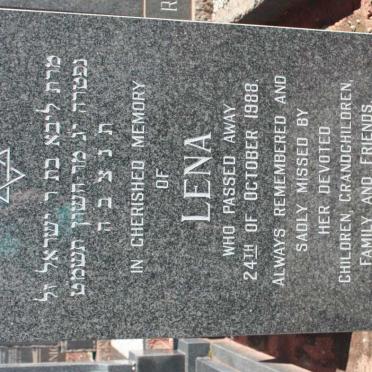 מרת ליבא בת ר ישראל זל
נפטרה יג מרחשון תשמט
ת נ צ ב ה
IN CHERISHED MEMORY
OF
LENA
WHO PASSED AWAY
24TH OF OCTOBER 1988.
ALWAYS REMEMBERED AND
SADLY MISSED BY
HER DEVOTED
CHILDREN, GRANDCHILDREN,
FAMILY AND FRIENDS.